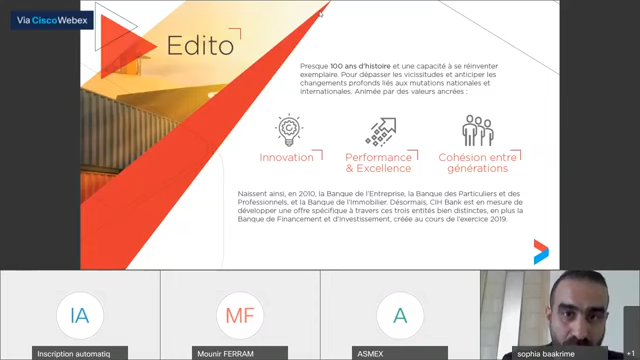 Via Cisco Webex
Edito
Presque 100 ans d'histoire et une capacité à se réinventer
exemplaire. Pour dépasser les vicissitudes et anticiper les
changements profonds liés aux mutations nationales et
internationales. Animée par des valeurs ancrées :
Innovation
Performance
& Excellence
Cohésion entre
générations
Naissent ainsi, en 2010, la Banque de l'Entreprise, la Banque des Particuliers et des
Professionnels, et la Banque de l'Immobilier. Désormais, CIH Bank est en mesure de
développer une offre spécifique à travers ces trois entités bien distinctes, en plus la
Banque de Financement et d'Investissement, créée au cours de l'exercice 2019.
IA
MF
A
Inscription automatiq
Mounir FERRAM
ASMEX
sophia baakrime
+1